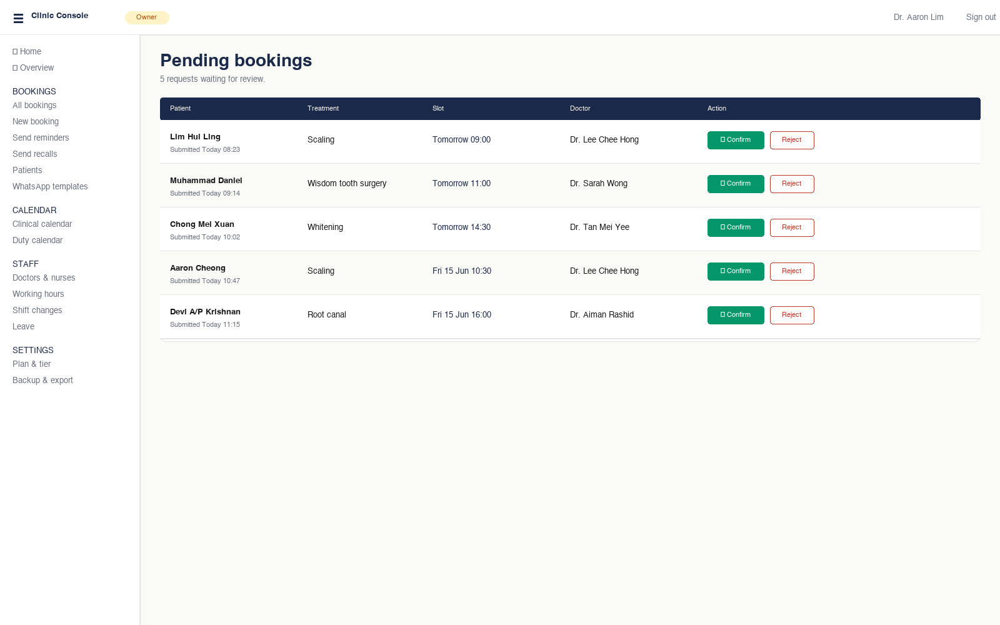 Clinic Console
Owner
Dr. Aaron Lim
Sign out
Home
Overview
BOOKINGS
All bookings
New booking
Send reminders
Send recalls
Patients
WhatsApp templates
CALENDAR
Clinical calendar
Duty calendar
STAFF
Doctors & nurses
Working hours
Shift changes
Leave
SETTINGS
Plan & tier
Backup & export
Pending bookings
5 requests waiting for review.
Patient Treatment Slot Doctor Action
Lim Hui Ling
Submitted Today 08:23
Scaling
Tomorrow 09:00
Dr. Lee Chee Hong
Confirm
Reject
Muhammad Daniel
Submitted Today 09:14
Wisdom tooth surgery
Tomorrow 11:00
Dr. Sarah Wong
Confirm
Reject
Chong Mei Xuan
Submitted Today 10:02
Whitening
Tomorrow 14:30
Dr. Tan Mei Yee
Confirm
Reject
Aaron Cheong
Submitted Today 10:47
Scaling
Fri 15 Jun 10:30
Dr. Lee Chee Hong
Confirm
Reject
Devi A/P Krishnan
Submitted Today 11:15
Root canal
Fri 15 Jun 16:00
Dr. Aiman Rashid
Confirm
Reject